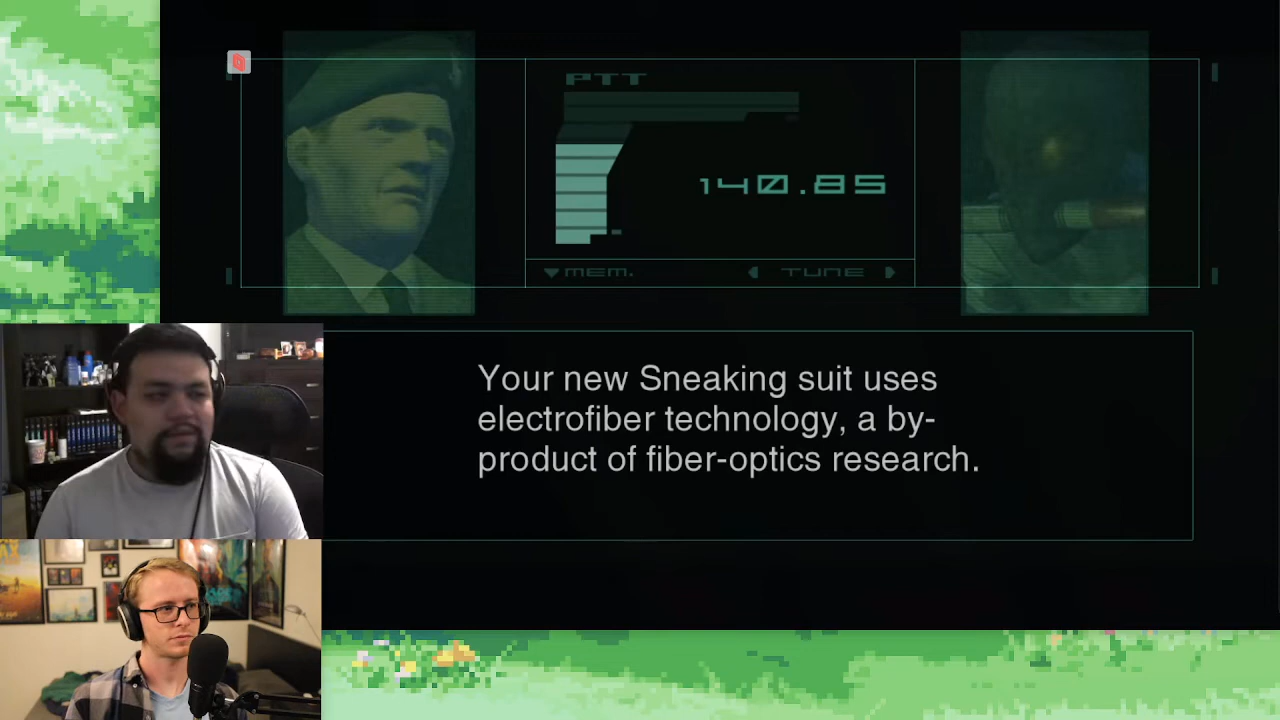 PTT
140.85
MEM.
TUNE
Your new Sneaking suit uses
electrofiber technology, a by-
product of fiber-optics research.